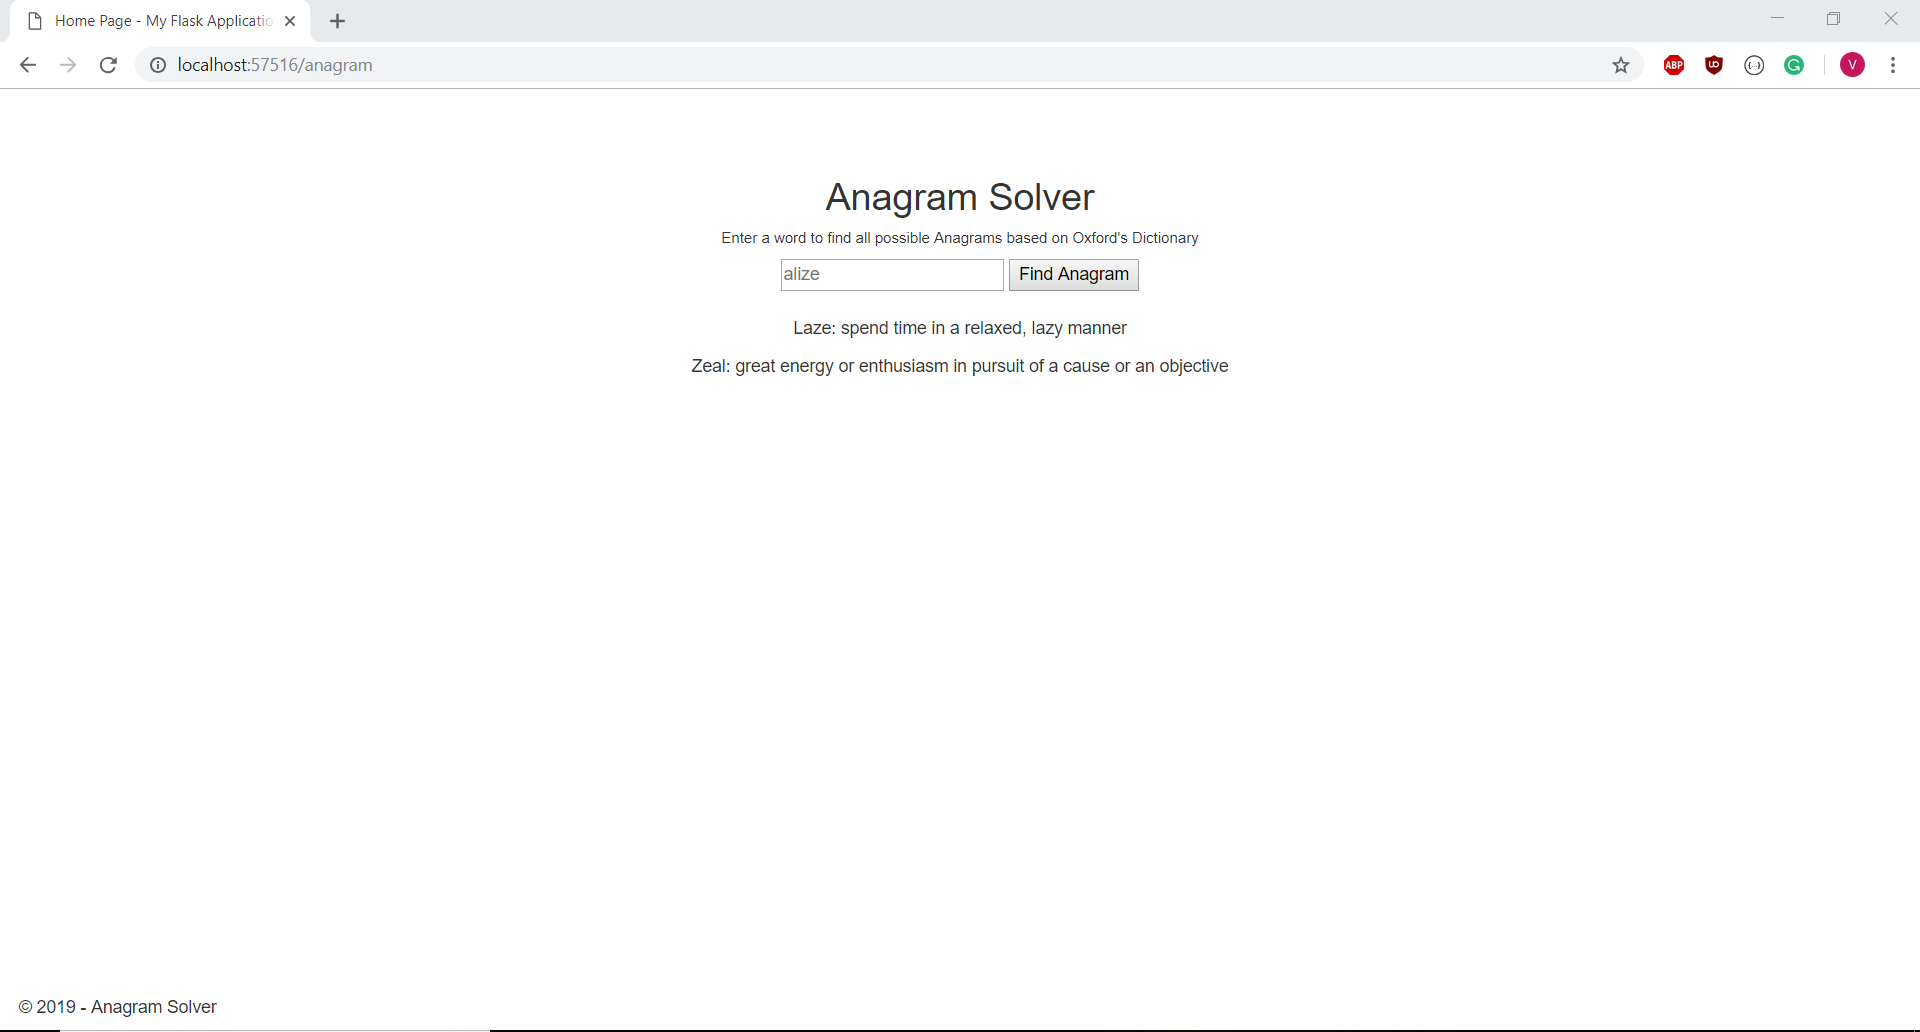 Home Page - My Flask Applicatio
localhost:57516/anagram
ABP
V
Anagram Solver
Enter a word to find all possible Anagrams based on Oxford's Dictionary
alize
Find Anagram
Laze: spend time in a relaxed, lazy manner
Zeal: great energy or enthusiasm in pursuit of a cause or an objective
© 2019 - Anagram Solver